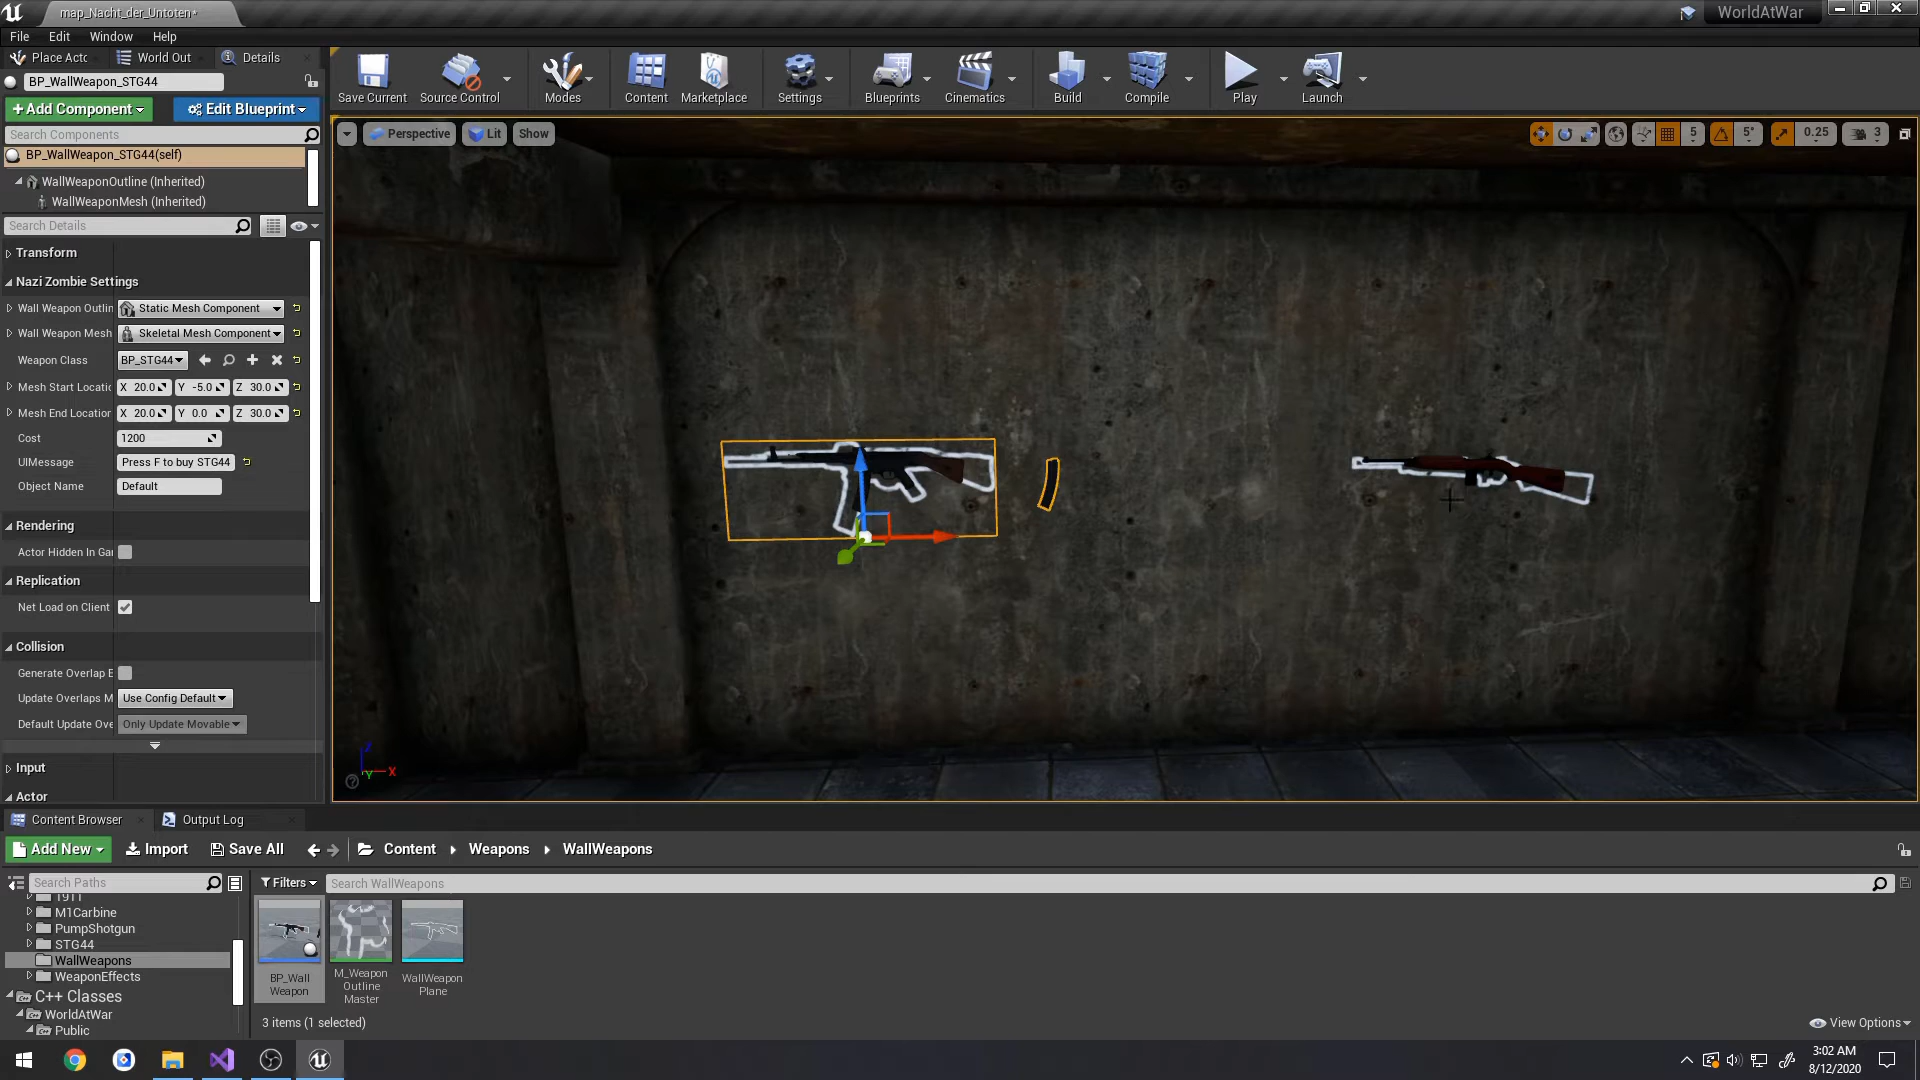 map_Nacht_der_Untoten*
WorldAtWar
File Edit Window Help
Place Actc World Out Details
BP_WallWeapon_STG44
+Add Component Edit Blueprint
Search Components
BP_WallWeapon_STG44(self)
WallWeaponOutline (Inherited)
WallWeaponMesh (Inherited)
Search Details
Transform
Nazi Zombie Settings
Wall Weapon Outlin Static Mesh Component
Wall Weapon Mesh Skeletal Mesh Component
Weapon Class BP_STG44
Mesh Start Locatic X 20.0 Y -5.0 Z 30.0
Mesh End Location X 20.0 Y 0.0 Z 30.0
Cost 1200
UIMessage Press F to buy STG44
Object Name Default
Rendering
Actor Hidden In Gar
Replication
Net Load on Client
Collision
Generate Overlap E
Update Overlaps M Use Config Default
Default Update Ove Only Update Movable
Input
Actor
Save Current Source Control Modes Content Marketplace Settings Blueprints Cinematics Build Compile Play Launch
Perspective Lit Show
5 5° 0.25 3
Z
Y X
Content Browser Output Log
Add New Import Save All Content Weapons WallWeapons
Search Paths
1911
M1Carbine
PumpShotgun
STG44
WallWeapons
WeaponEffects
C++ Classes
WorldAtWar
Public
Filters Search WallWeapons
BP_Wall
Weapon
M_Weapon
Outline
Master
WallWeapon
Plane
3 items (1 selected)
View Options
3:02 AM
8/12/2020